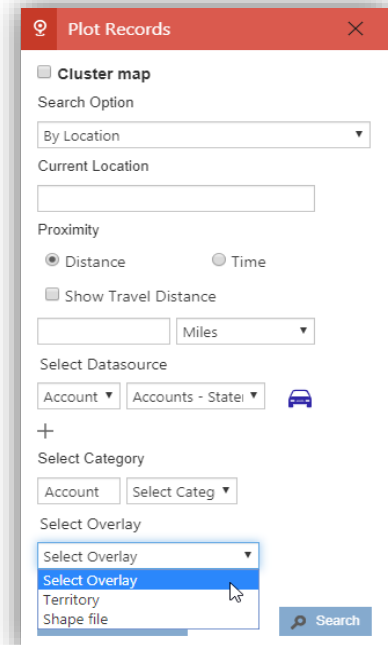 Plot Records
Cluster map
Search Option
By Location
Current Location
Proximity
Distance Time
Show Travel Distance
Miles
Select Datasource
Account Accounts - State
Select Category
Account Select Categ
Select Overlay
Select Overlay
Select Overlay
Territory
Shape file
Search